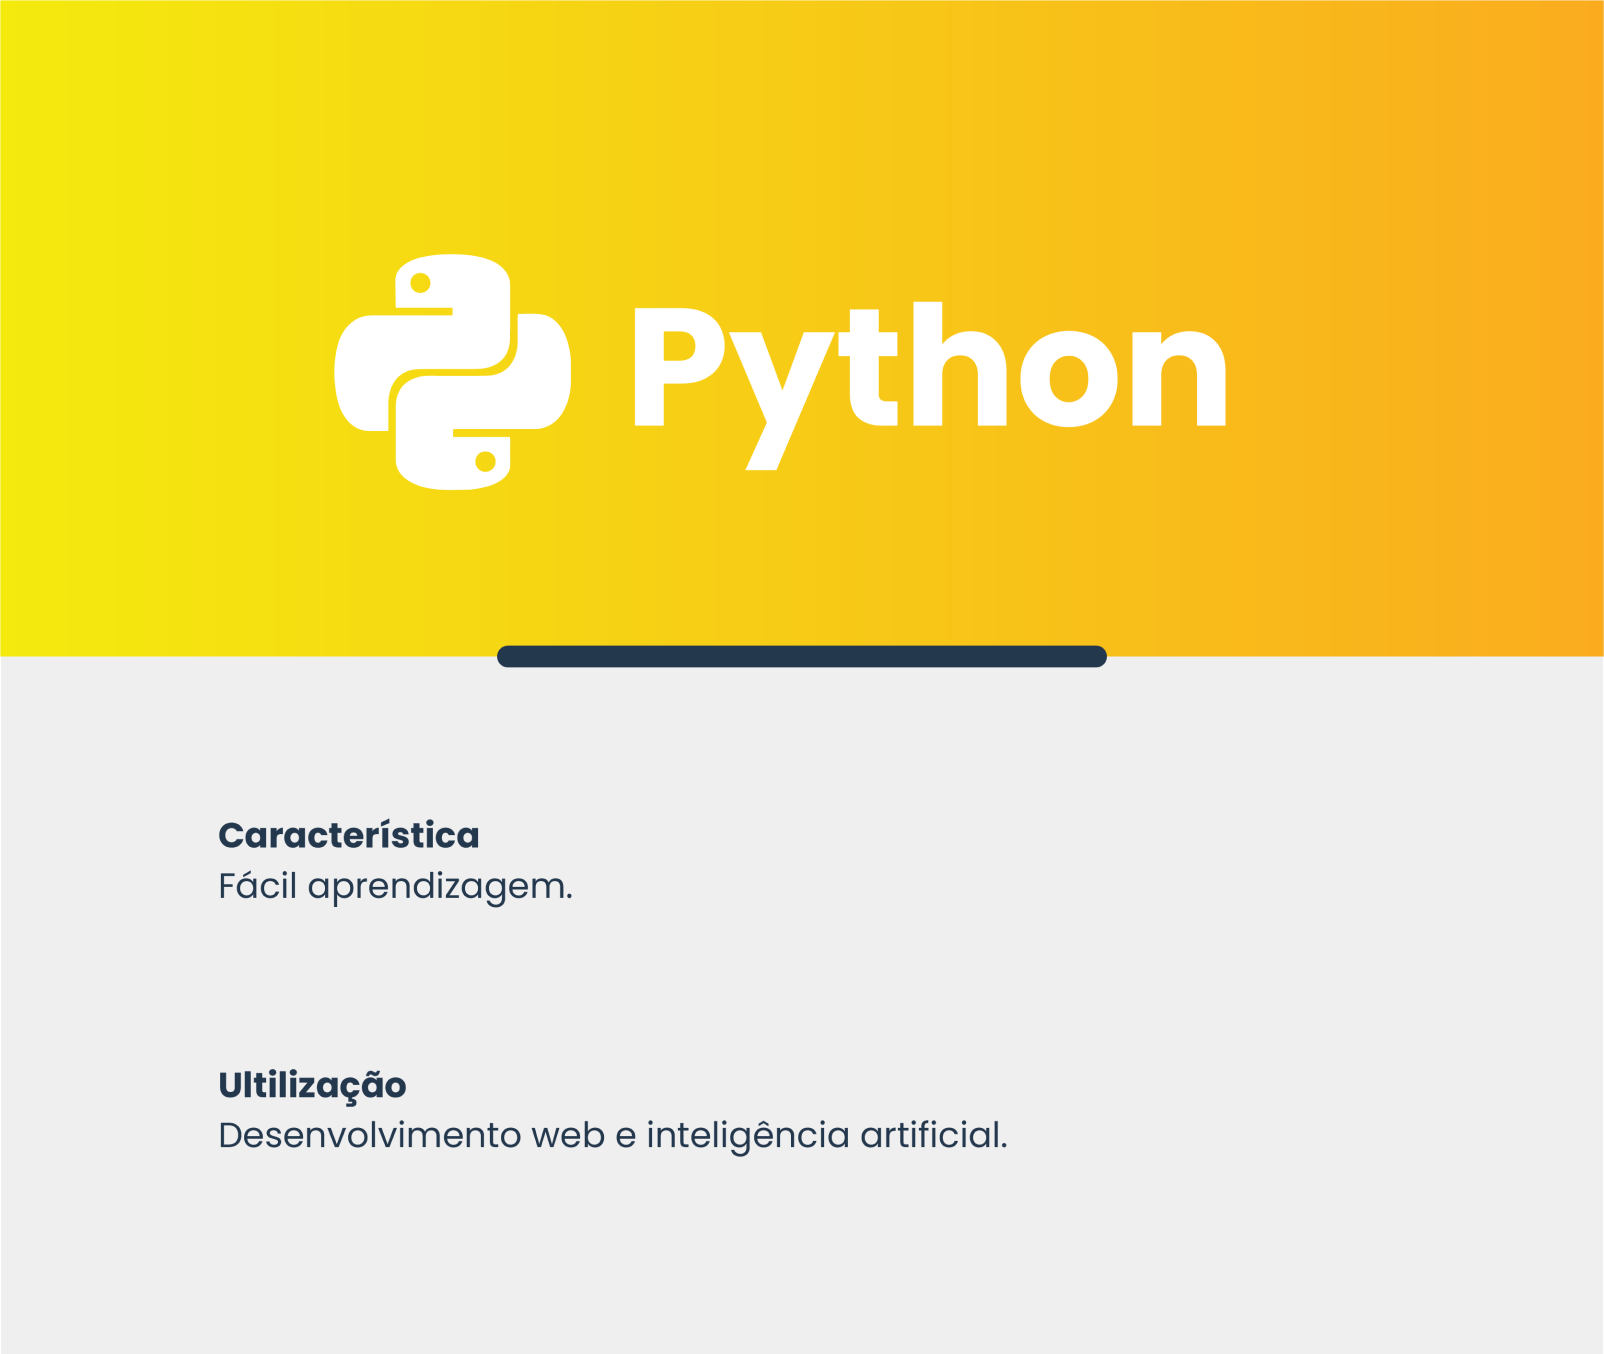 Python
Característica
Fácil aprendizagem.
Ultilização
Desenvolvimento web e inteligência artificial.